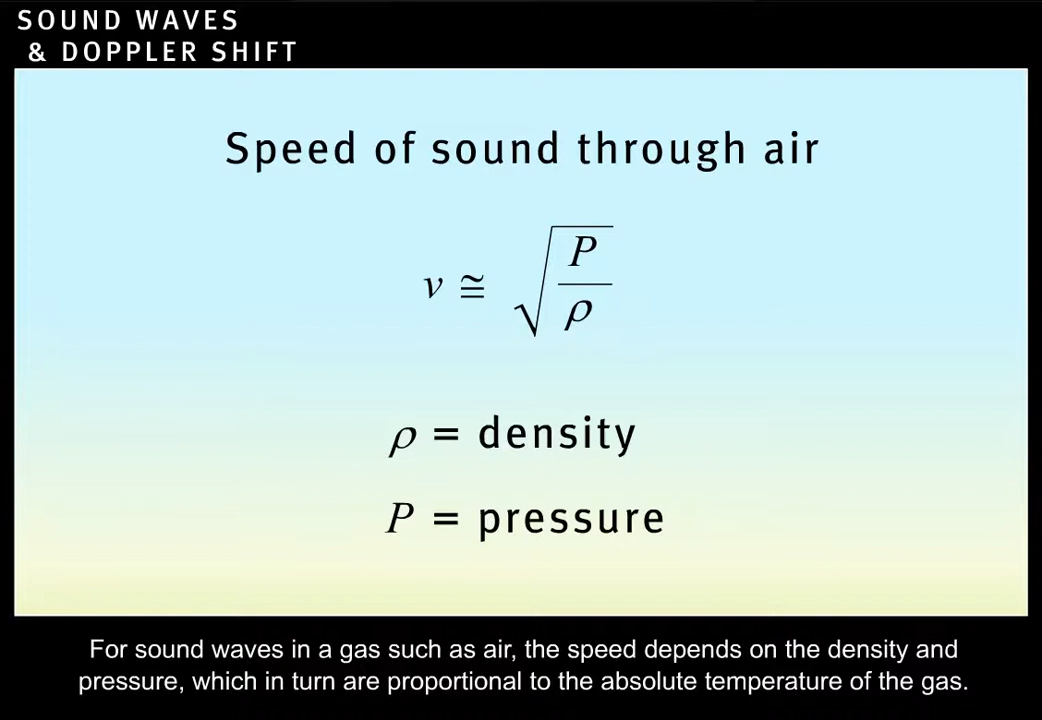 SOUND WAVES
& DOPPLER SHIFT
Speed of sound through air
v ≅ √(P/ρ)
ρ = density
P = pressure
For sound waves in a gas such as air, the speed depends on the density and
pressure, which in turn are proportional to the absolute temperature of the gas.